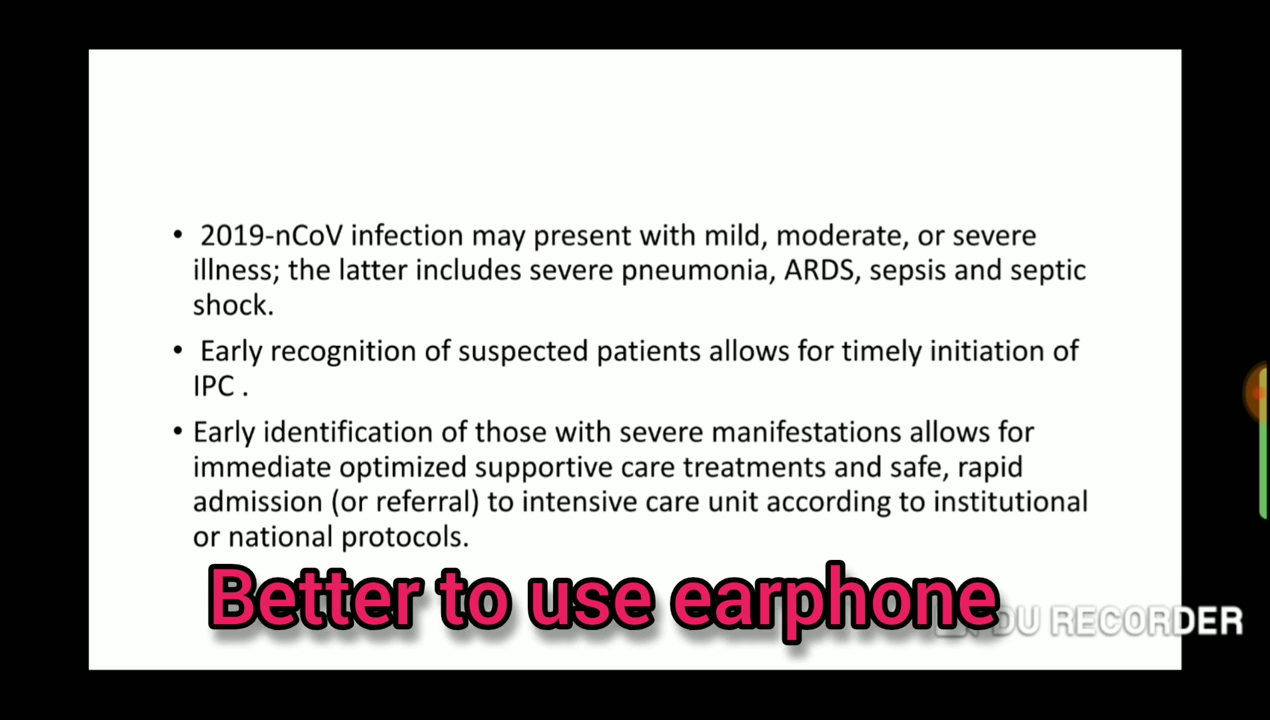 • 2019-nCoV infection may present with mild, moderate, or severe
illness; the latter includes severe pneumonia, ARDS, sepsis and septic
shock.
• Early recognition of suspected patients allows for timely initiation of
IPC .
• Early identification of those with severe manifestations allows for
immediate optimized supportive care treatments and safe, rapid
admission (or referral) to intensive care unit according to institutional
or national protocols.
Better to use earphone
DU RECORDER